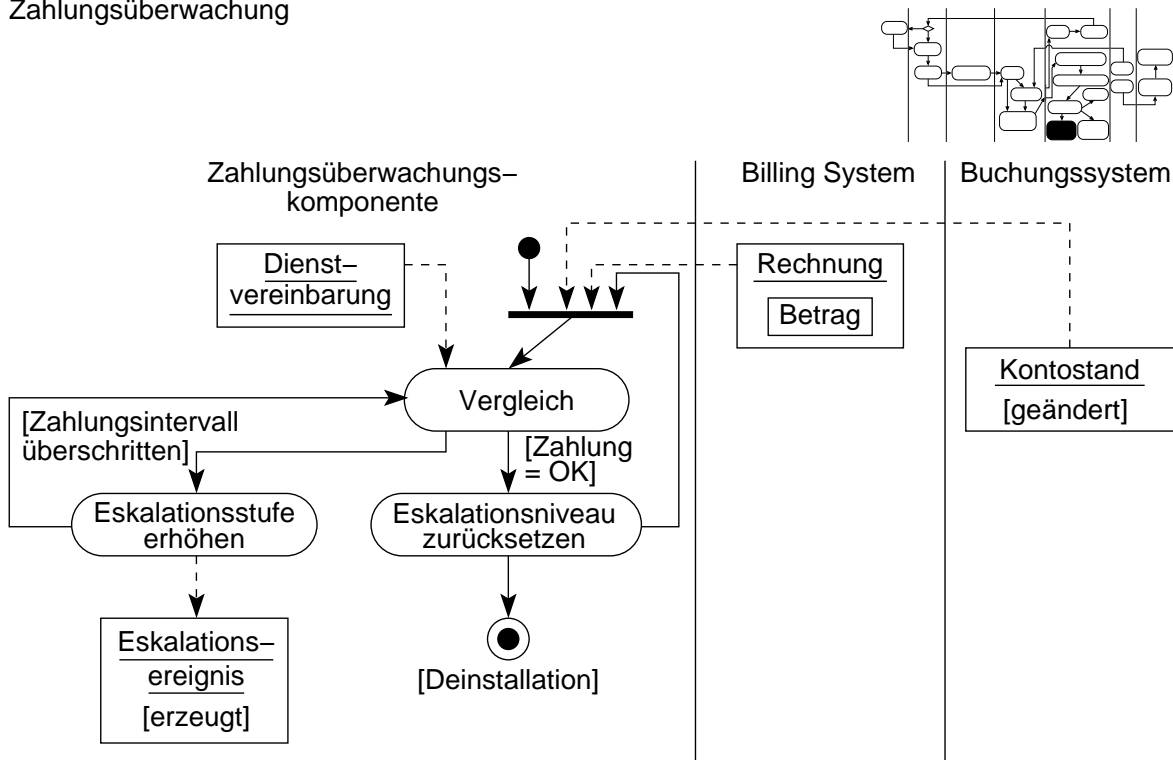 Zahlungsüberwachung
Zahlungsüberwachungs–
komponente
Billing System
Buchungssystem
Dienst–
vereinbarung
Rechnung
Betrag
Kontostand
[geändert]
Vergleich
[Zahlungsintervall
überschritten]
[Zahlung
= OK]
Eskalationsstufe
erhöhen
Eskalationsniveau
zurücksetzen
Eskalations–
ereignis
[erzeugt]
[Deinstallation]